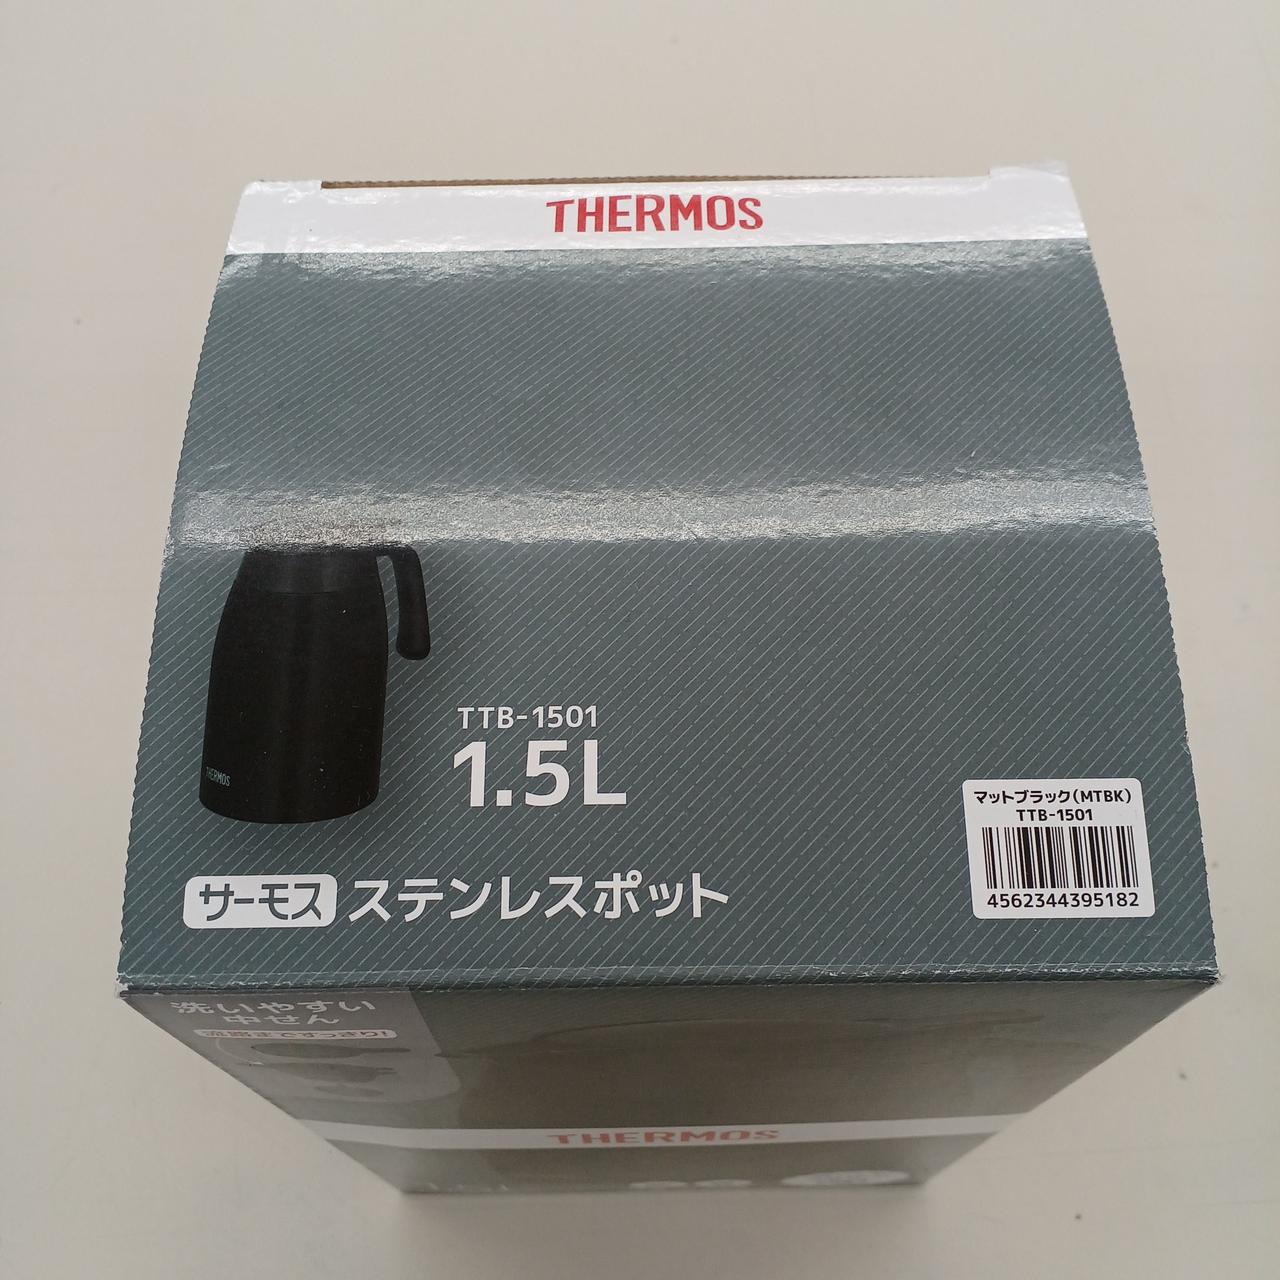 THERMOS
THERMOS
TTB-1501
1.5L
サーモス ステンレスポット
マットブラック(MTBK)
TTB-1501
4562344395182
洗いやすい
中せん
THERMOS